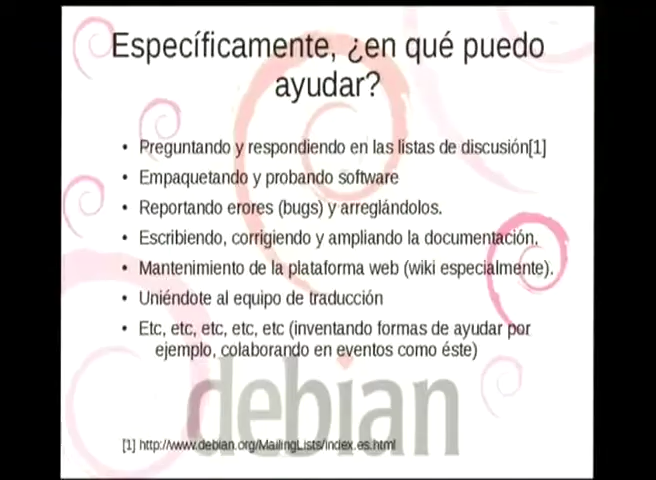 Específicamente, ¿en qué puedo
ayudar?
• Preguntando y respondiendo en las listas de discusión[1]
• Empaquetando y probando software
• Reportando erores (bugs) y arreglándolos.
• Escribiendo, corrigiendo y ampliando la documentación,
• Mantenimiento de la plataforma web (wiki especialmente).
• Uniéndote al equipo de traducción
• Etc, etc, etc, etc, etc (inventando formas de ayudar por
ejemplo, colaborando en eventos como éste)
debian
[1] http://www.debian.org/MailingLists/index.es.html